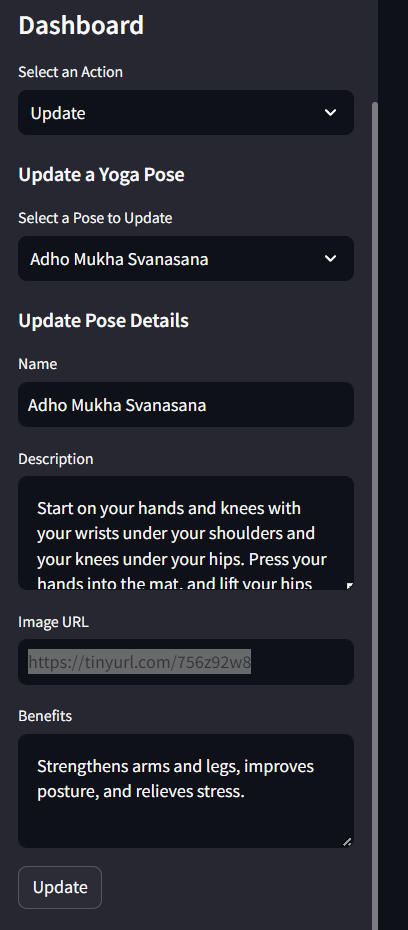 Dashboard
Select an Action
Update
Update a Yoga Pose
Select a Pose to Update
Adho Mukha Svanasana
Update Pose Details
Name
Adho Mukha Svanasana
Description
Start on your hands and knees with
your wrists under your shoulders and
your knees under your hips. Press your
hands into the mat, and lift your hips
Image URL
https://tinyurl.com/756z92w8
Benefits
Strengthens arms and legs, improves
posture, and relieves stress.
Update